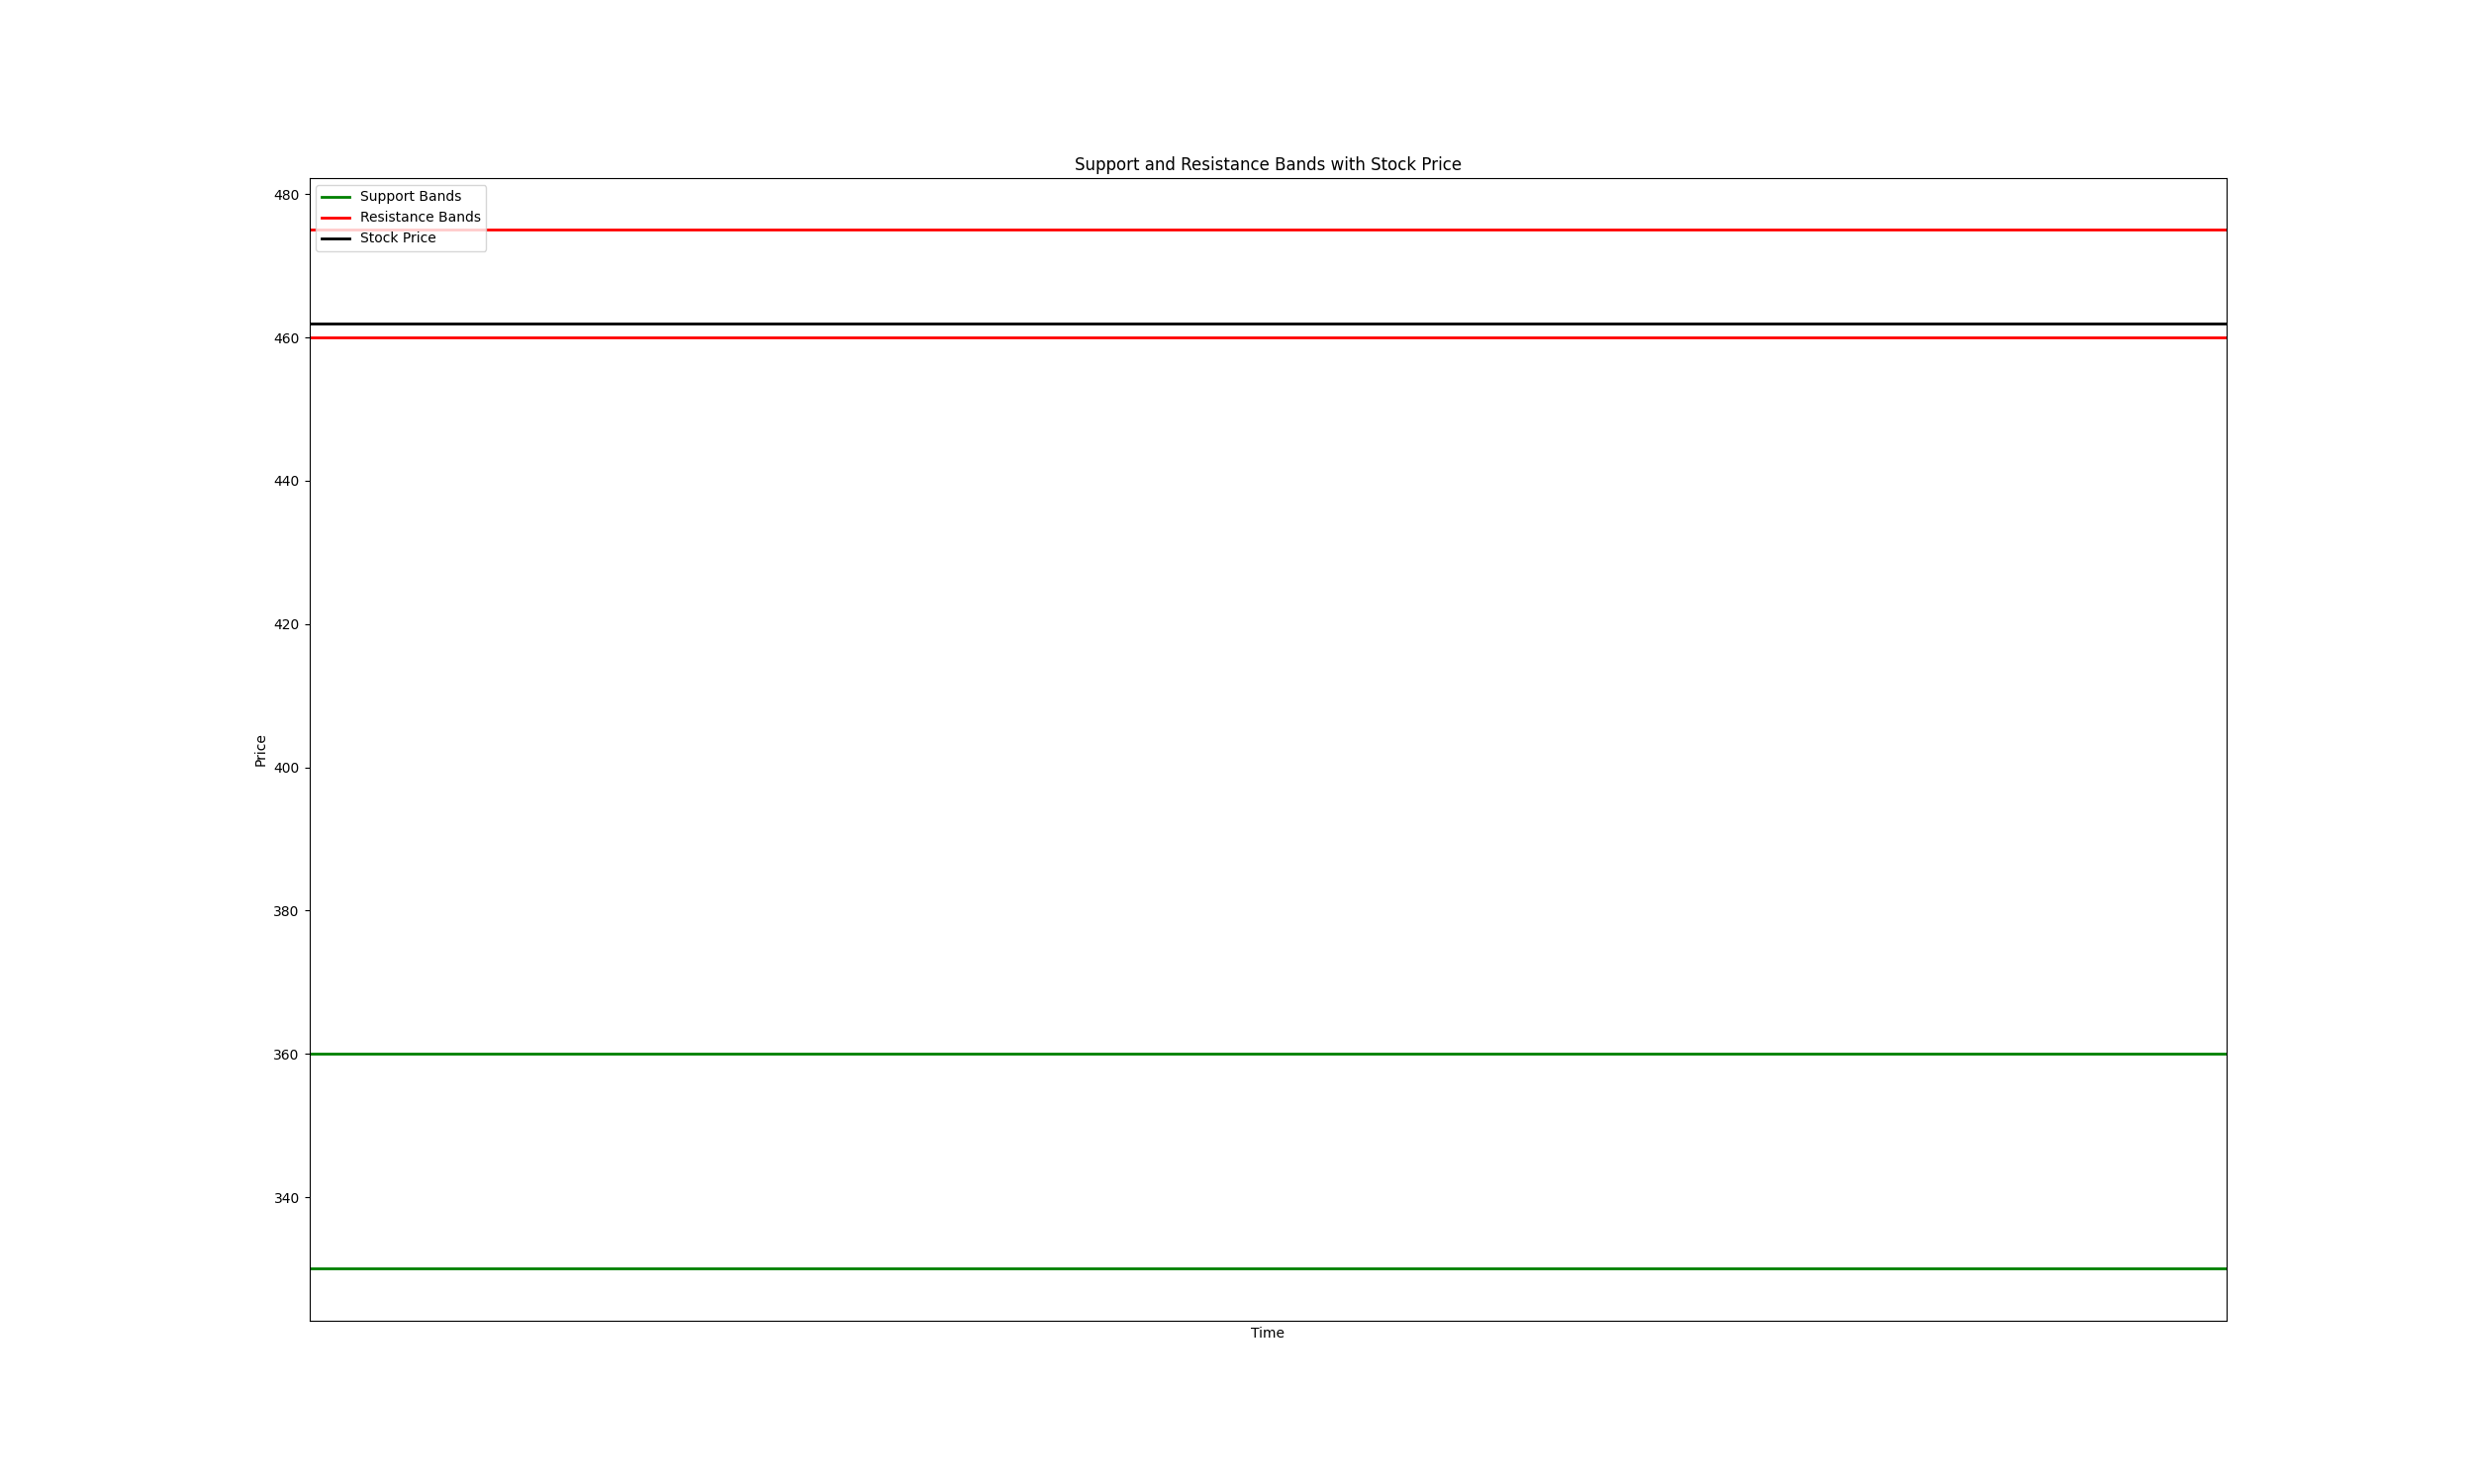 Support and Resistance Bands with Stock Price
Support Bands
Resistance Bands
Stock Price
480
460
440
420
400
380
360
340
Price
Time